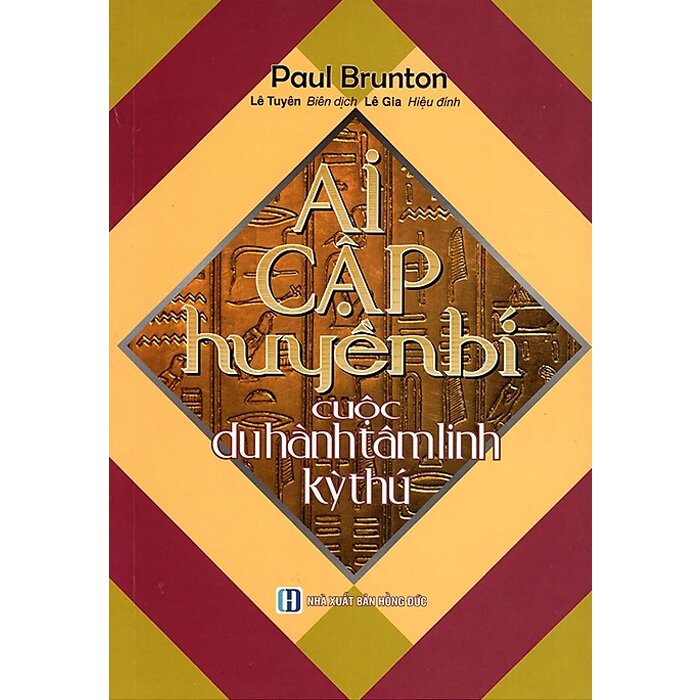 Paul Brunton
Lê Tuyên Biên dịch Lê Gia Hiệu đính
Ai
CẬP
huyền bí
cuộc
du hành tâm linh
kỳ thú
H
NHÀ XUẤT BẢN HỒNG ĐỨC